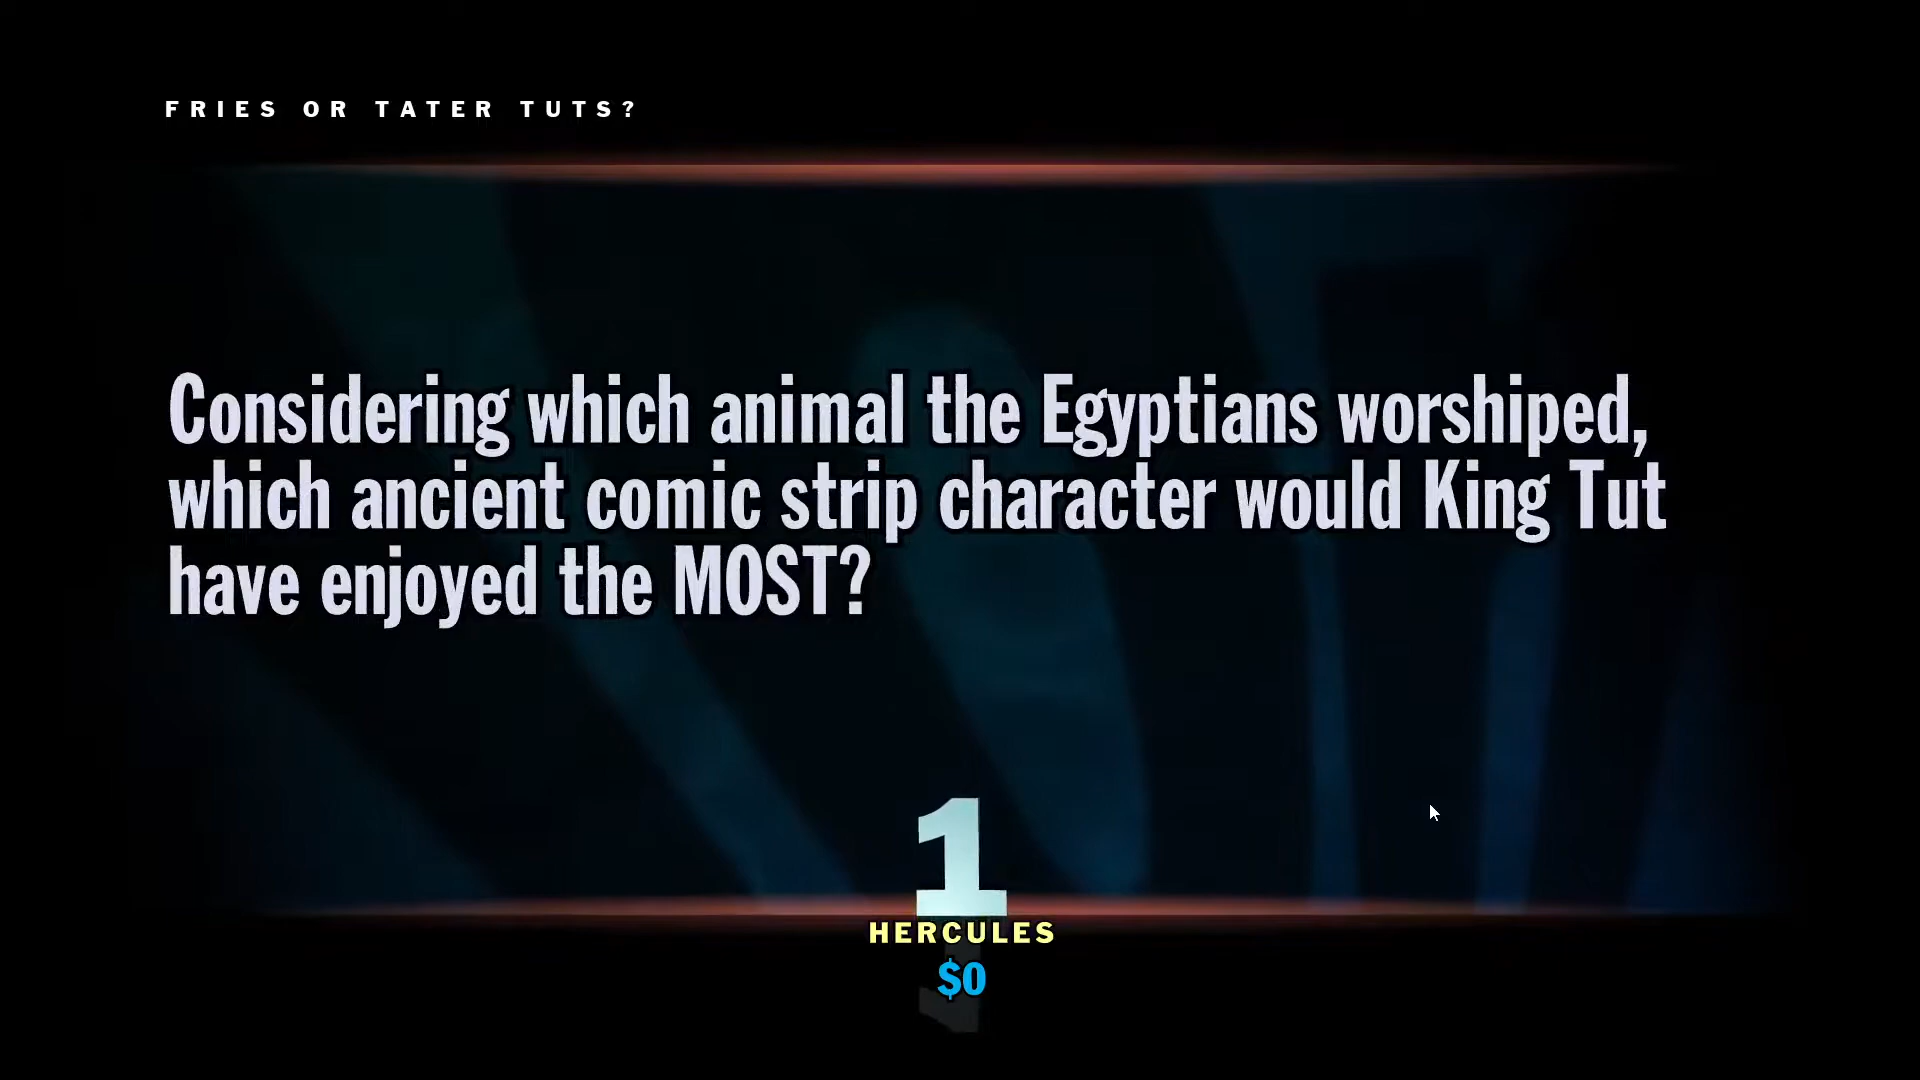 FRIES OR TATER TUTS?
Considering which animal the Egyptians worshiped,
which ancient comic strip character would King Tut
have enjoyed the MOST?
1
HERCULES
$0